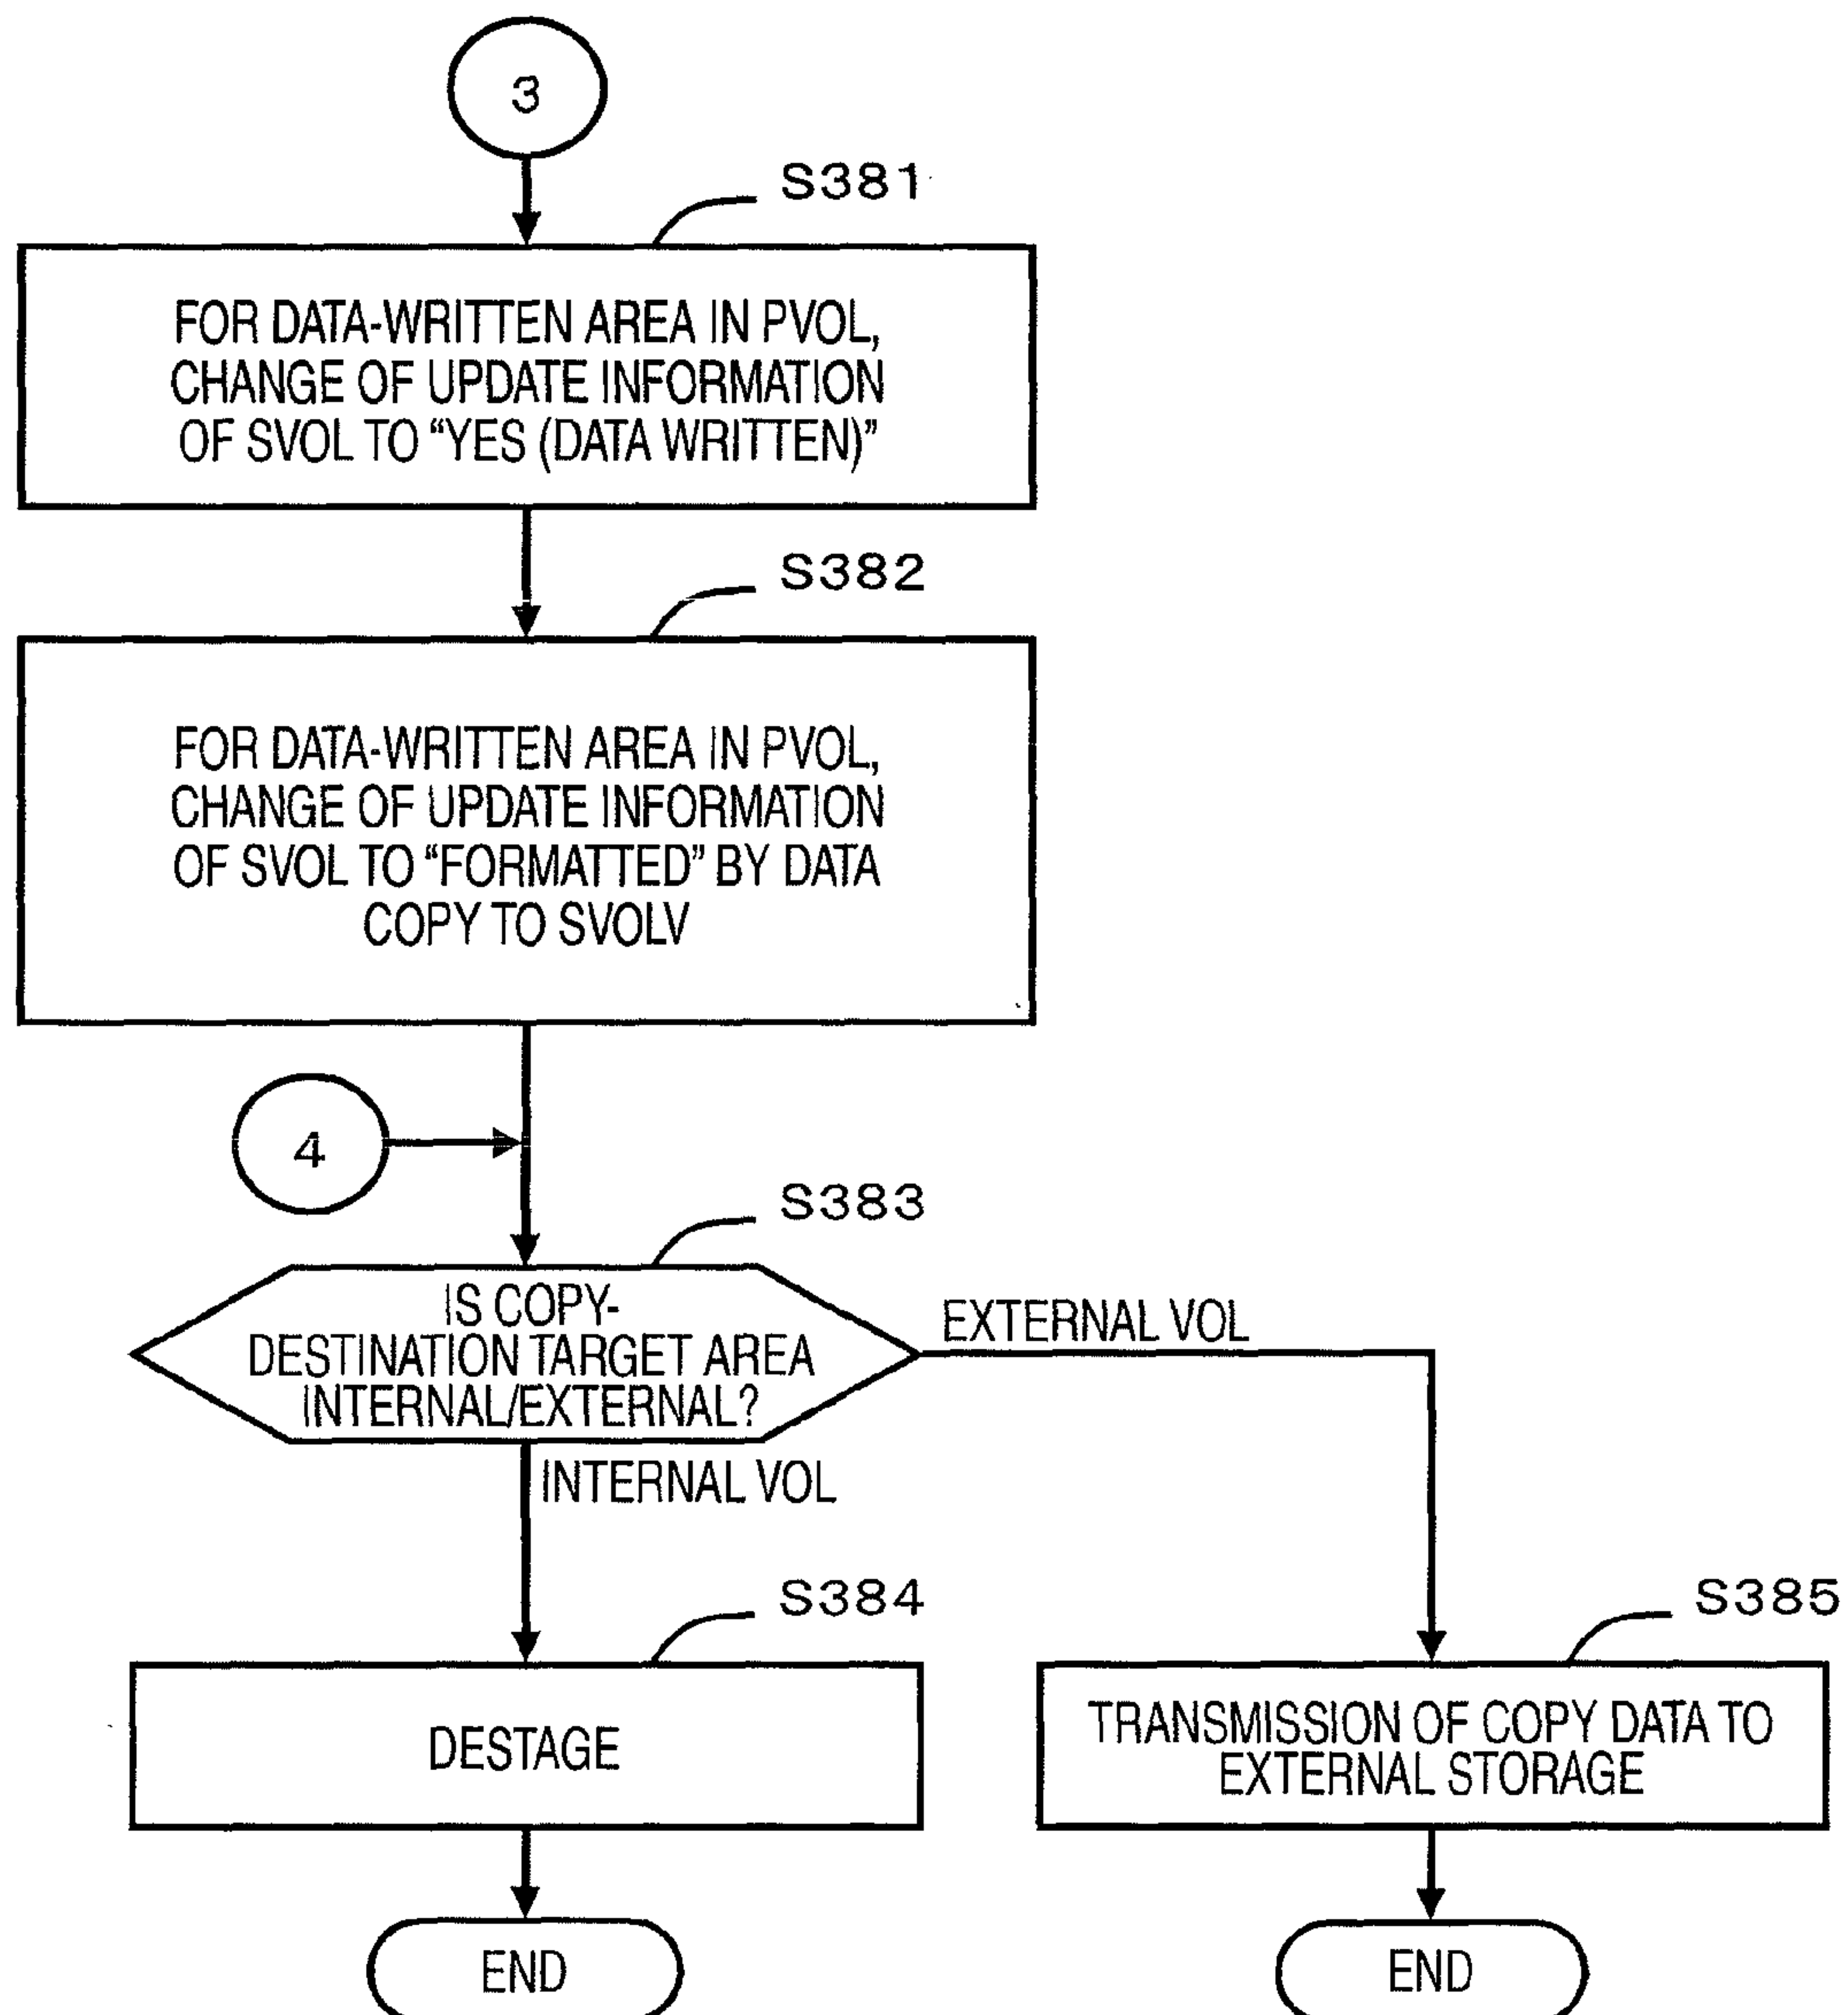 3
S381
FOR DATA-WRITTEN AREA IN PVOL,
CHANGE OF UPDATE INFORMATION
OF SVOL TO “YES (DATA WRITTEN)”
S382
FOR DATA-WRITTEN AREA IN PVOL,
CHANGE OF UPDATE INFORMATION
OF SVOL TO “FORMATTED” BY DATA
COPY TO SVOLV
4
S383
IS COPY-
DESTINATION TARGET AREA
INTERNAL/EXTERNAL?
EXTERNAL VOL
INTERNAL VOL
S384
DESTAGE
S385
TRANSMISSION OF COPY DATA TO
EXTERNAL STORAGE
END
END